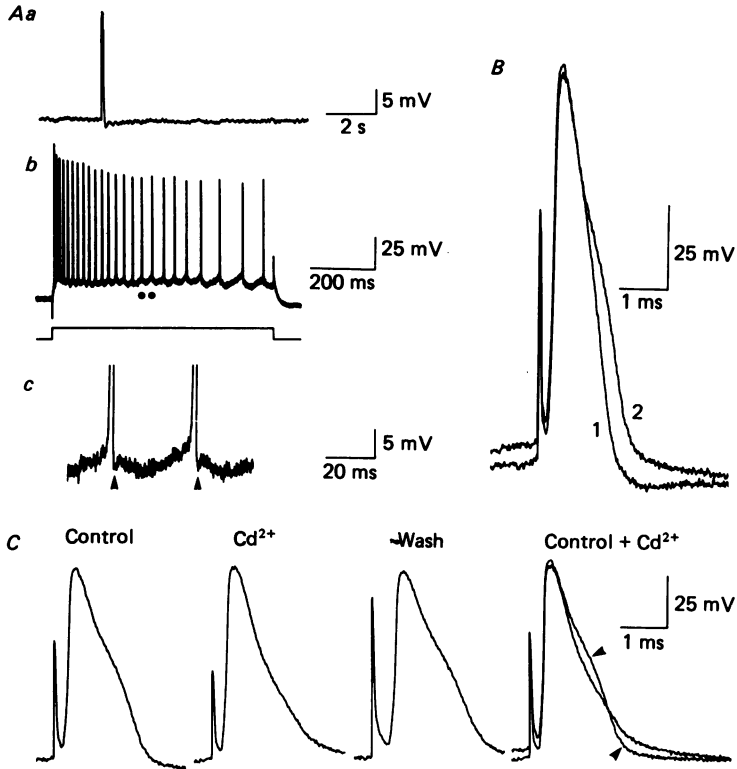 Aa
5 mV
2 s
B
b
25 mV
200 ms
25 mV
1 ms
c
5 mV
20 ms
1
2
C
Control
Cd²⁺
Wash
Control + Cd²⁺
25 mV
1 ms